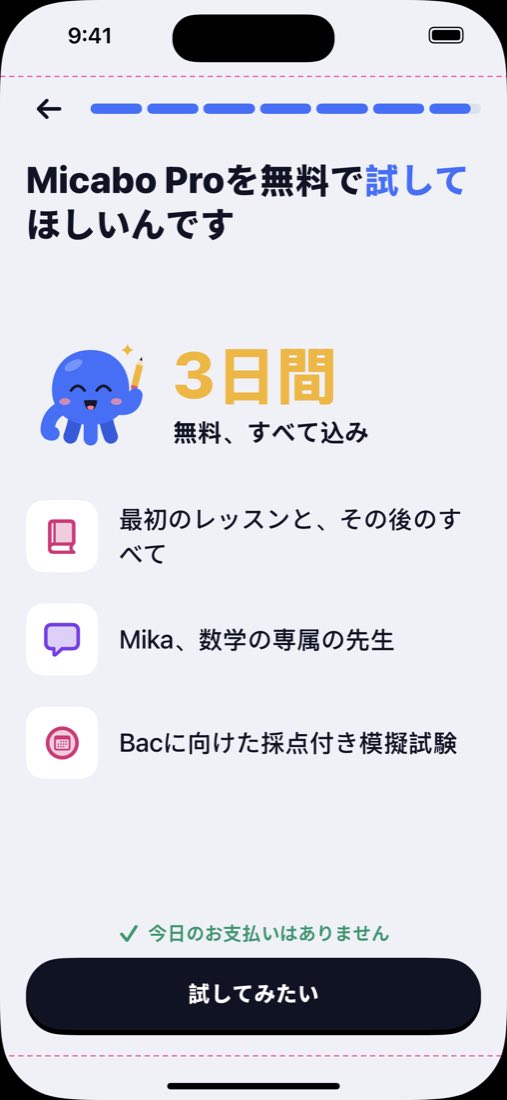 9:41
Micabo Proを無料で試して
ほしいんです
3日間
無料、すべて込み
最初のレッスンと、その後のす
べて
Mika、数学の専属の先生
Bacに向けた採点付き模擬試験
今日のお支払いはありません
試してみたい